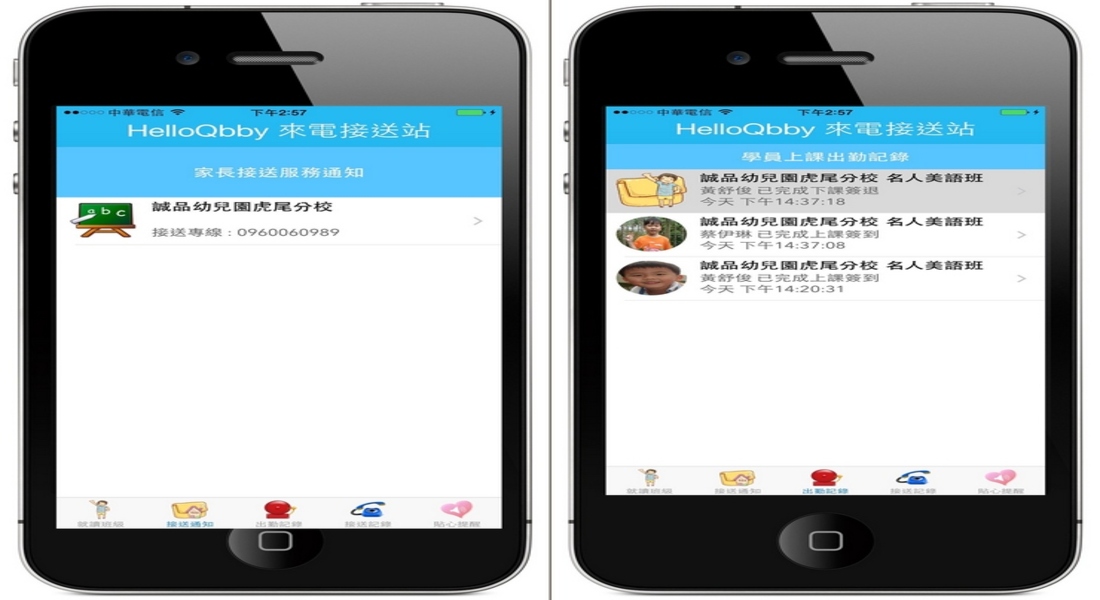 中華電信 下午2:57
HelloQbby 來電接送站
家長接送服務通知
誠品幼兒園虎尾分校
接送專線：0960060989
就讀班級 接送通知 出勤記錄 接送記錄 貼心提醒
中華電信 下午2:57
HelloQbby 來電接送站
學員上課出勤記錄
誠品幼兒園虎尾分校 名人美語班
黃舒俊 已完成下課簽退
今天 下午14:37:18
誠品幼兒園虎尾分校 名人美語班
蔡伊琳 已完成上課簽到
今天 下午14:37:08
誠品幼兒園虎尾分校 名人美語班
黃舒俊 已完成上課簽到
今天 下午14:20:31
就讀班級 接送通知 出勤記錄 接送記錄 貼心提醒